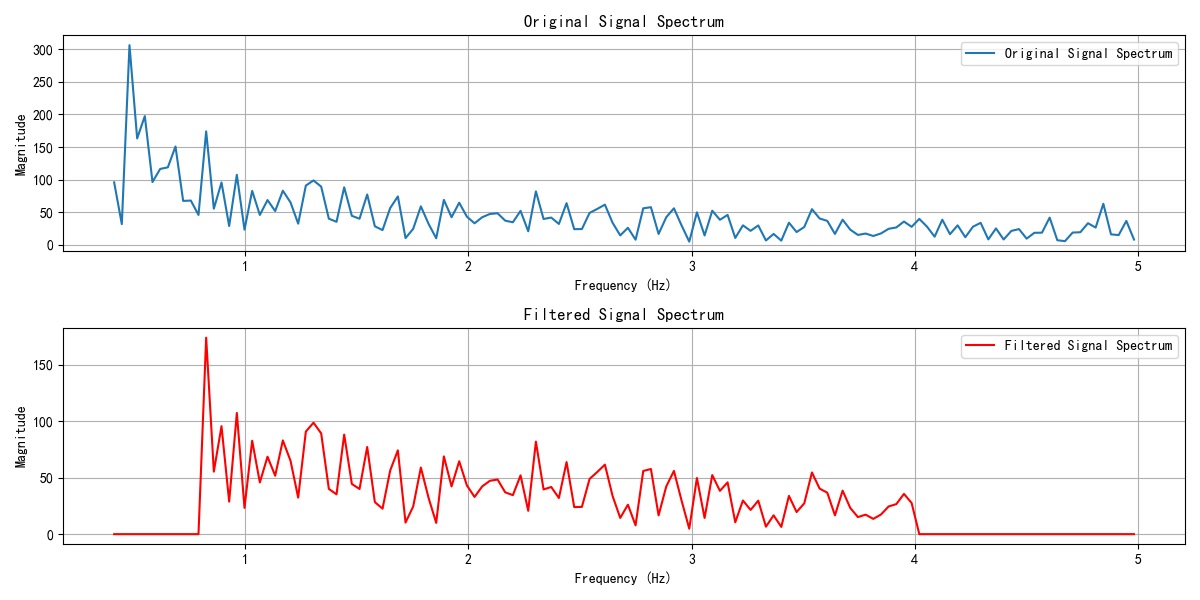 Original Signal Spectrum
Original Signal Spectrum
300
250
200
150
100
50
0
Magnitude
1 2 3 4 5
Frequency (Hz)
Filtered Signal Spectrum
Filtered Signal Spectrum
150
100
50
0
Magnitude
1 2 3 4 5
Frequency (Hz)